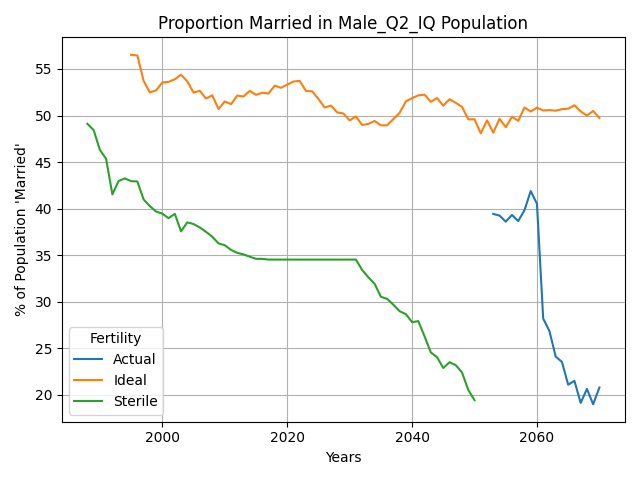 Proportion Married in Male_Q2_IQ Population
% of Population 'Married'
55
50
45
40
35
30
25
20
Fertility
Actual
Ideal
Sterile
2000
2020
2040
2060
Years